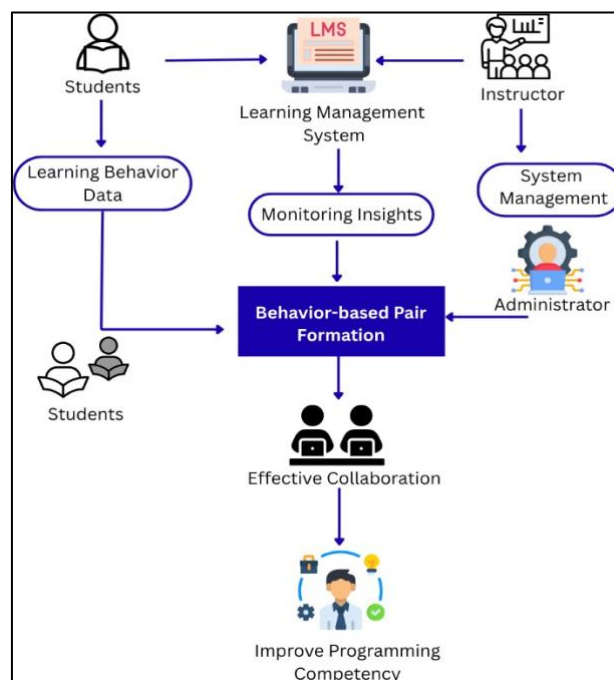 LMS
Students
Learning Management
System
Instructor
Learning Behavior
Data
Monitoring Insights
System
Management
Administrator
Behavior-based Pair
Formation
Students
Effective Collaboration
Improve Programming
Competency